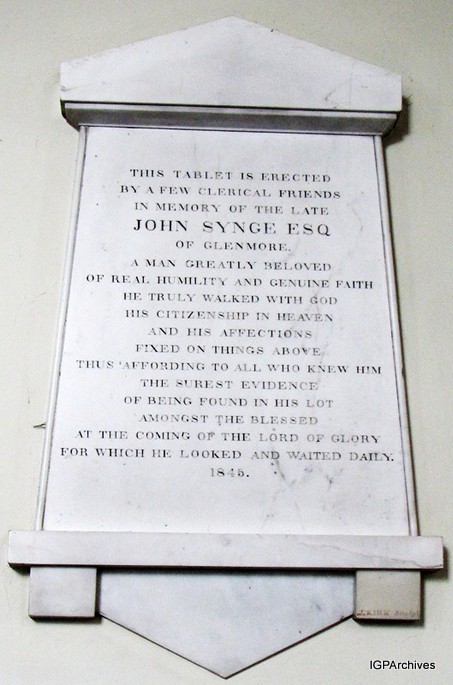 THIS TABLET IS ERECTED
BY A FEW CLERICAL FRIENDS
IN MEMORY OF THE LATE
JOHN SYNGE ESQ
OF GLENMORE.
A MAN GREATLY BELOVED
OF REAL HUMILITY AND GENUINE FAITH
HE TRULY WALKED WITH GOD
HIS CITIZENSHIP IN HEAVEN
AND HIS AFFECTIONS
FIXED ON THINGS ABOVE
THUS AFFORDING TO ALL WHO KNEW HIM
THE SUREST EVIDENCE
OF BEING FOUND IN HIS LOT
AMONGST THE BLESSED
AT THE COMING OF THE LORD OF GLORY
FOR WHICH HE LOOKED AND WAITED DAILY.
1845.
KIRK
IGPArchives